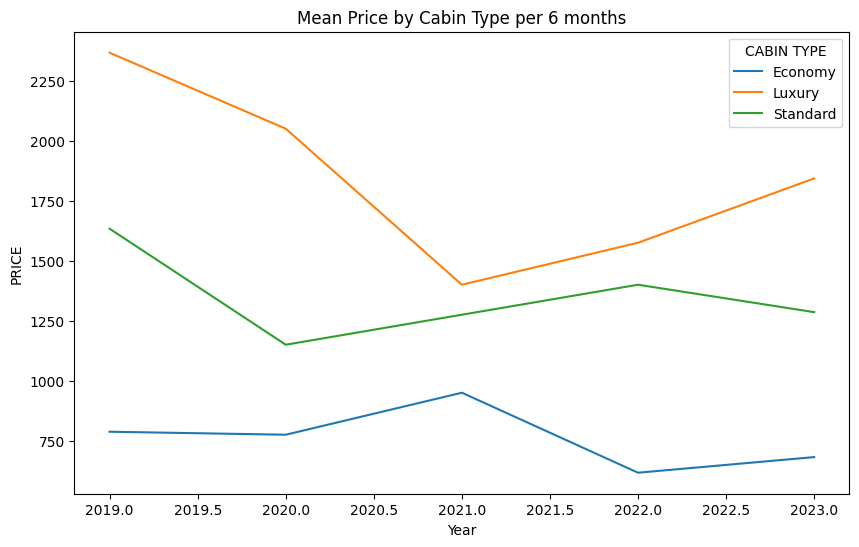 Mean Price by Cabin Type per 6 months
CABIN TYPE
Economy
Luxury
Standard
PRICE
2250
2000
1750
1500
1250
1000
750
2019.0 2019.5 2020.0 2020.5 2021.0 2021.5 2022.0 2022.5 2023.0
Year